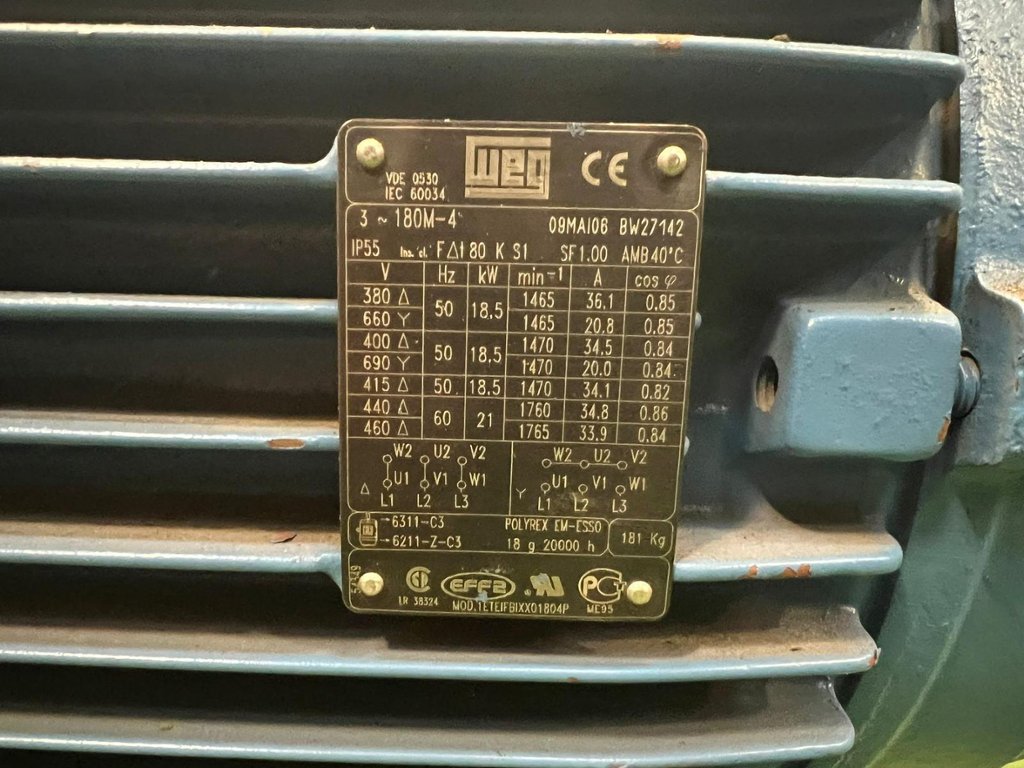 VDE 0530
IEC 60034
WEG
CE
3 ~ 180M-4
09MAI06 BW27142
IP55 Ins. cl. F Δt 80 K S1 SF1.00 AMB40°C
V Hz kW min⁻¹ A cos φ
380 Δ 50 18,5 1465 36.1 0.85
660 Y 1465 20.8 0.85
400 Δ 50 18,5 1470 34.5 0.84
690 Y 1470 20.0 0.84
415 Δ 50 18,5 1470 34.1 0.82
440 Δ 60 21 1760 34.8 0.86
460 Δ 1765 33.9 0.84
W2 U2 V2 W2 U2 V2
Δ U1 V1 W1 Y U1 V1 W1
L1 L2 L3 L1 L2 L3
6311-C3 POLYREX EM-ESSO
6211-Z-C3 18 g 20000 h
181 Kg
EFF2
LR 38324 MOD.1ETEIFBIXX01804P ME95